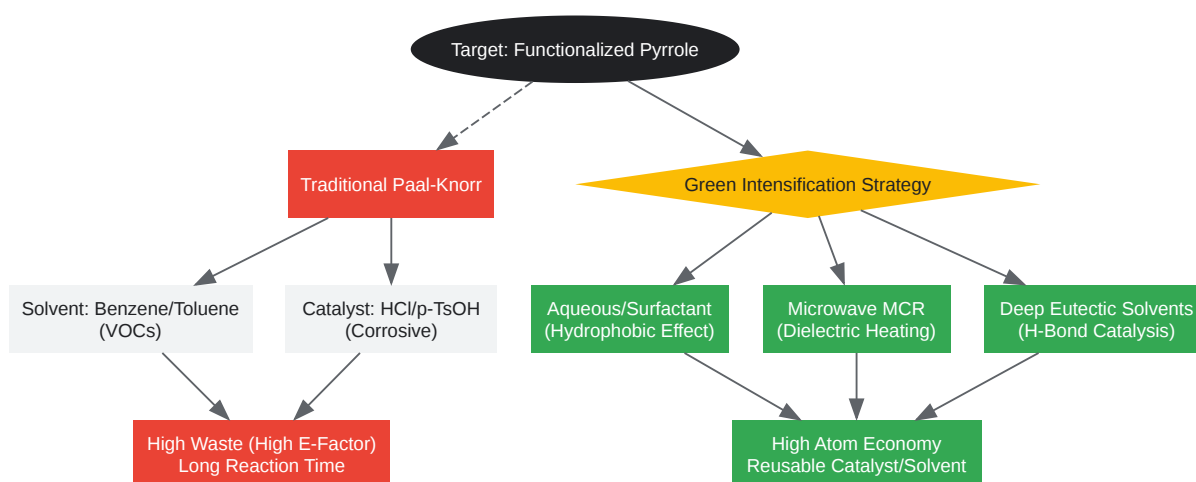 Target: Functionalized Pyrrole
Traditional Paal-Knorr
Green Intensification Strategy
Solvent: Benzene/Toluene
(VOCs)
Catalyst: HCl/p-TsOH
(Corrosive)
Aqueous/Surfactant
(Hydrophobic Effect)
Microwave MCR
(Dielectric Heating)
Deep Eutectic Solvents
(H-Bond Catalysis)
High Waste (High E-Factor)
Long Reaction Time
High Atom Economy
Reusable Catalyst/Solvent